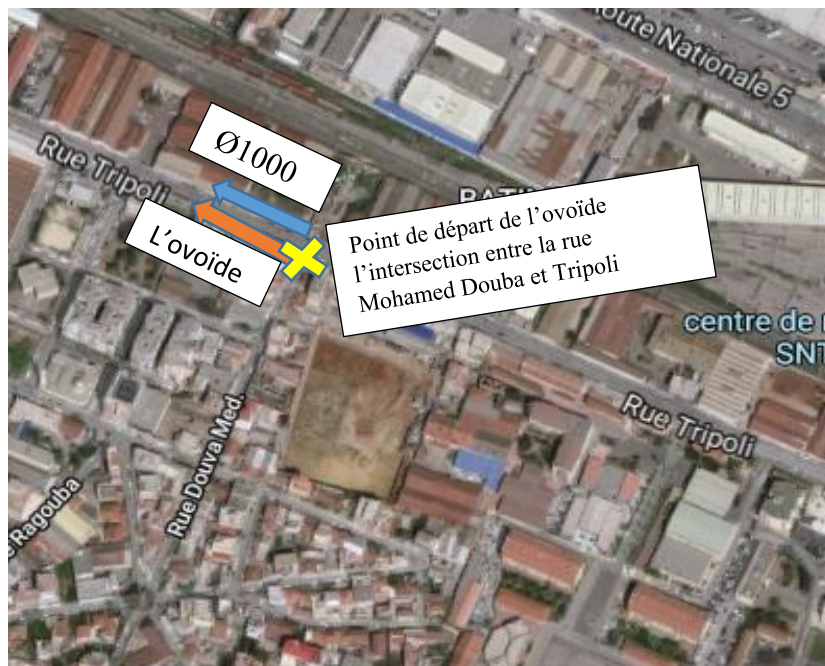 Route Nationale 5
Rue Tripoli
Ø1000
L'ovoïde
Point de départ de l'ovoïde
l'intersection entre la rue
Mohamed Douba et Tripoli
centre de
SNT
Rue Tripoli
Rue Douva Med.
Ragouba